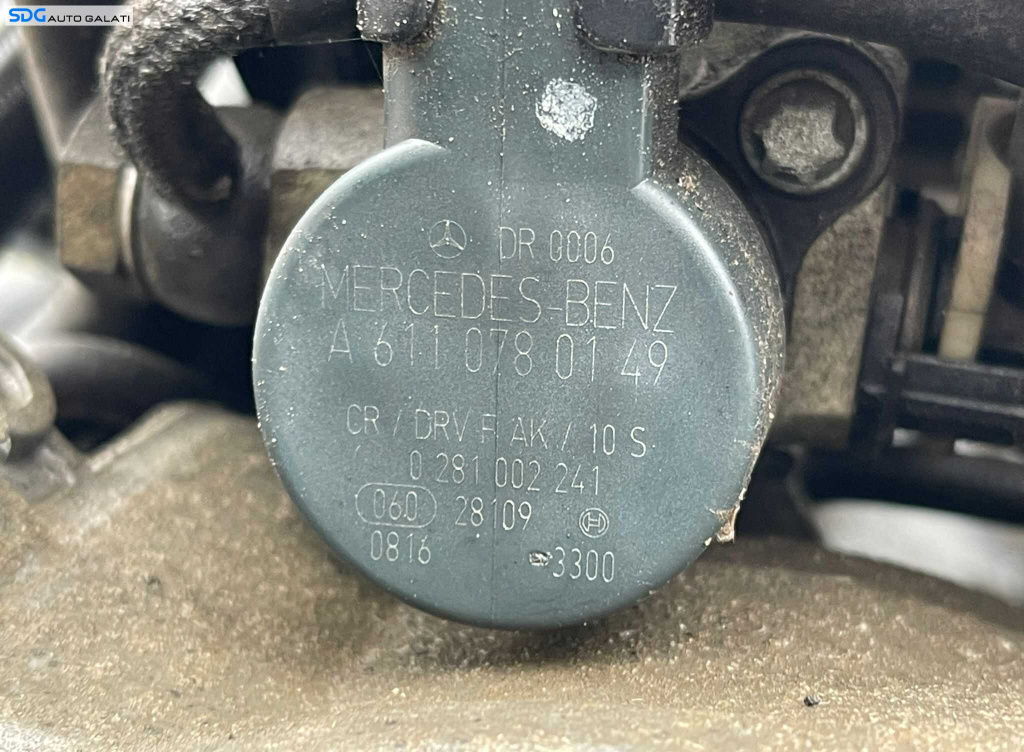 SDG AUTO GALATI
DR 0006
MERCEDES-BENZ
A 611 078 01 49
CR / DRV P AK / 10 S
0 281 002 241
060 28109
0816 3300